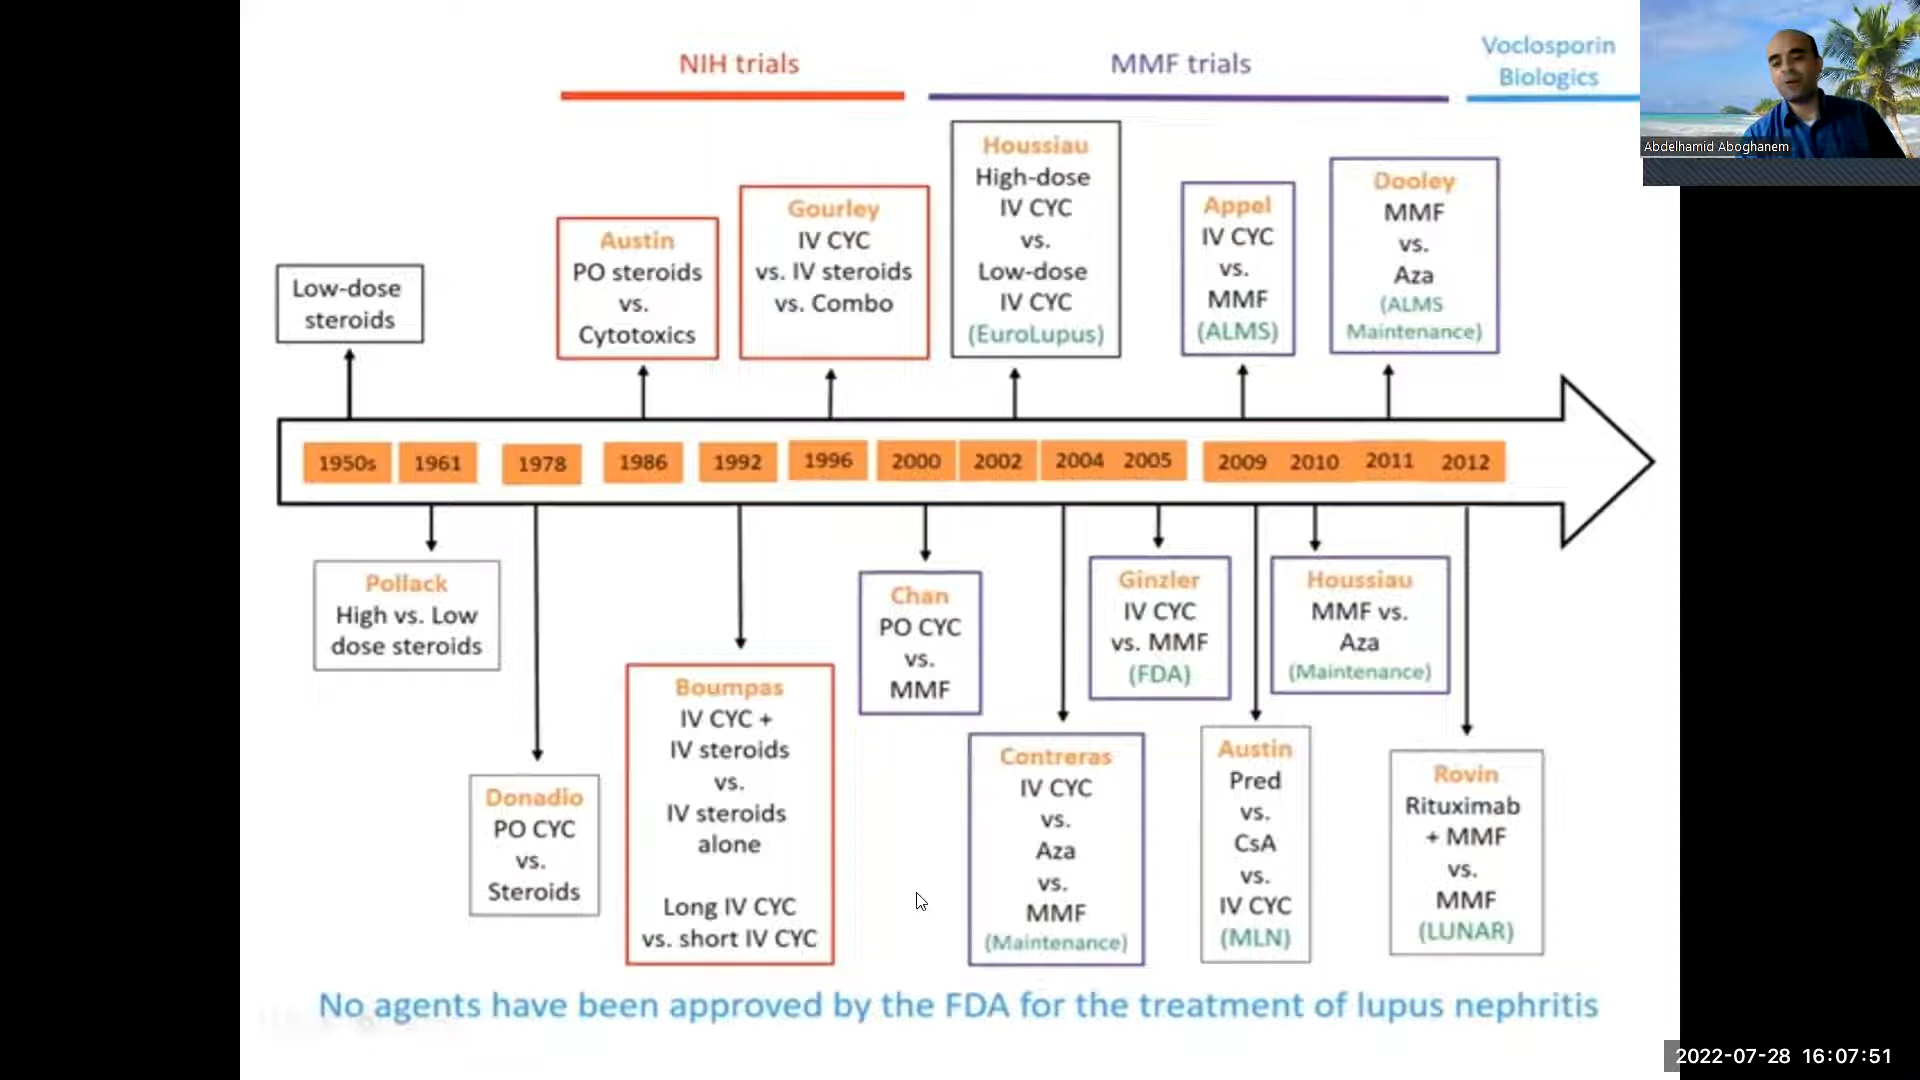 NIH trials
MMF trials
Voclosporin
Biologics
Abdelhamid Aboghanem
Low-dose
steroids
Austin
PO steroids
vs.
Cytotoxics
Gourley
IV CYC
vs. IV steroids
vs. Combo
Houssiau
High-dose
IV CYC
vs.
Low-dose
IV CYC
(EuroLupus)
Appel
IV CYC
vs.
MMF
(ALMS)
Dooley
MMF
vs.
Aza
(ALMS
Maintenance)
1950s 1961 1978 1986 1992 1996 2000 2002 2004 2005 2009 2010 2011 2012
Pollack
High vs. Low
dose steroids
Donadio
PO CYC
vs.
Steroids
Boumpas
IV CYC +
IV steroids
vs.
IV steroids
alone
Long IV CYC
vs. short IV CYC
Chan
PO CYC
vs.
MMF
Contreras
IV CYC
vs.
Aza
vs.
MMF
(Maintenance)
Ginzler
IV CYC
vs. MMF
(FDA)
Austin
Pred
vs.
CsA
vs.
IV CYC
(MLN)
Houssiau
MMF vs.
Aza
(Maintenance)
Rovin
Rituximab
+ MMF
vs.
MMF
(LUNAR)
No agents have been approved by the FDA for the treatment of lupus nephritis
2022-07-28 16:07:51